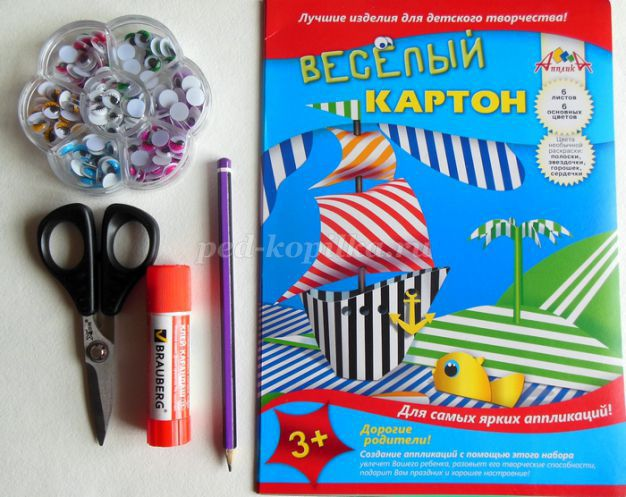 Лучшие изделия для детского творчества!
ВЕСЁЛЫЙ
КАРТОН
АппликА
6
листов
6
основных
цветов
Цвета
необычной
раскраски:
полоски,
звездочки,
горошек,
сердечки
ped-kopilka.ru
КЛЕЙ-КАРАНДАШ
BRAUBERG
Для самых ярких аппликаций!
3+
Дорогие
родители!
Создание аппликаций с помощью этого набора
увлечет Вашего ребенка, разовьет его творческие способности,
подарит Вам праздник и хорошее настроение!